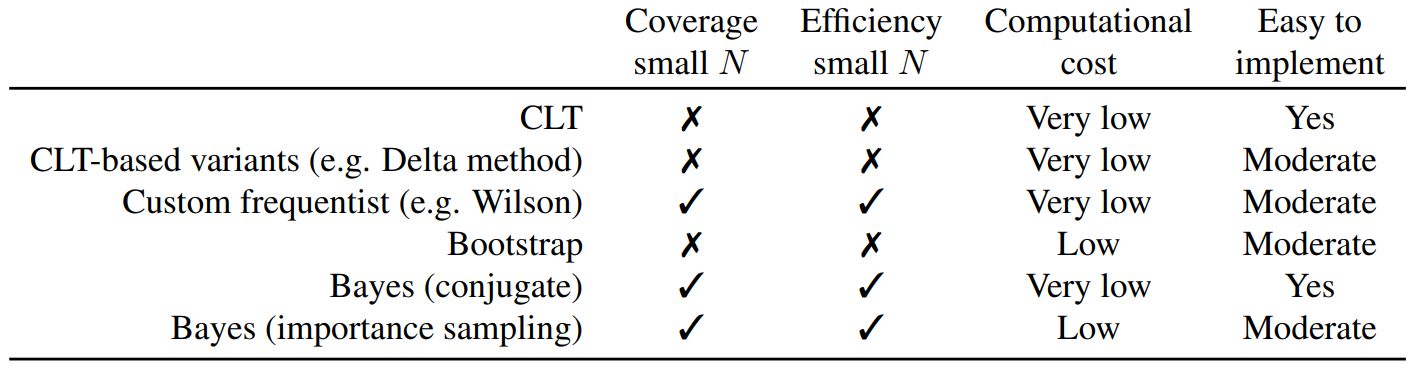 Coverage Efficiency Computational Easy to
small N small N cost implement
CLT ✗ ✗ Very low Yes
CLT-based variants (e.g. Delta method) ✗ ✗ Very low Moderate
Custom frequentist (e.g. Wilson) ✓ ✓ Very low Moderate
Bootstrap ✗ ✗ Low Moderate
Bayes (conjugate) ✓ ✓ Very low Yes
Bayes (importance sampling) ✓ ✓ Low Moderate